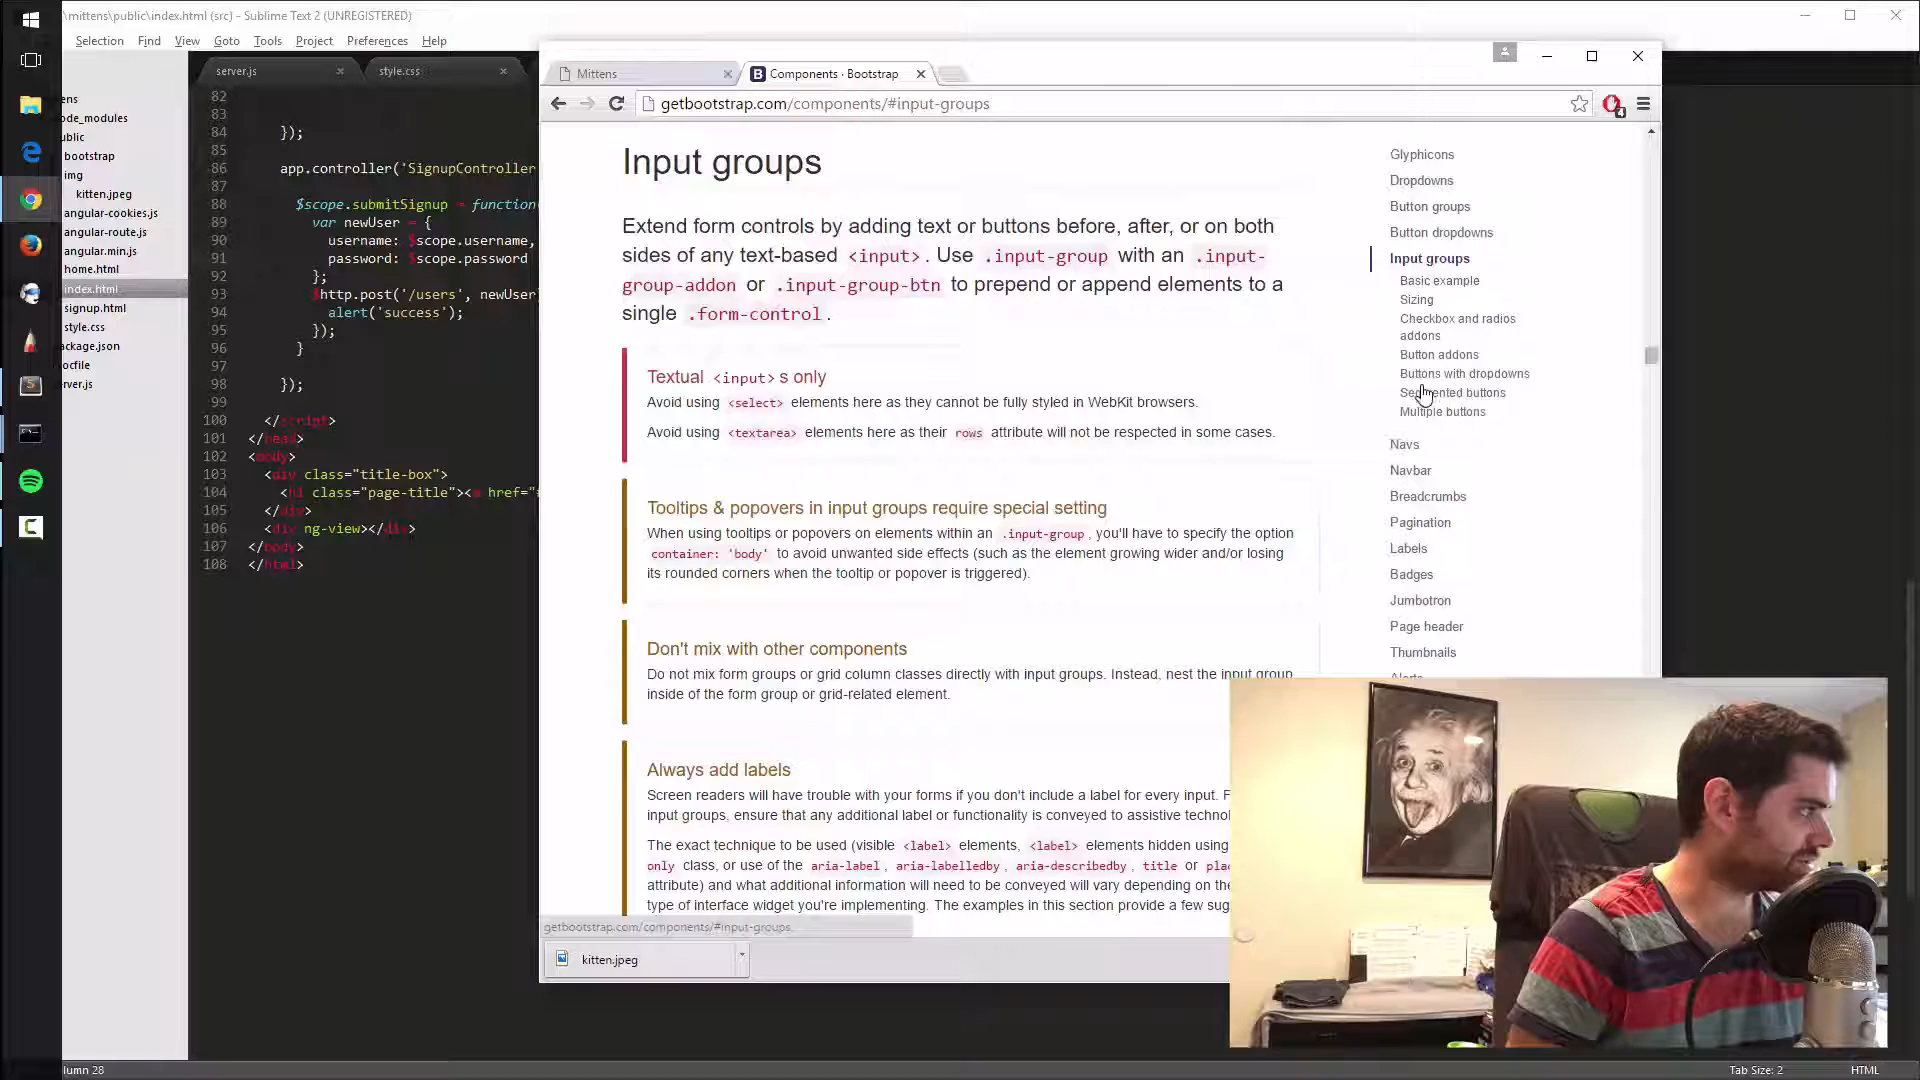 \mittens\public\index.html (src) - Sublime Text 2 (UNREGISTERED)
Selection Find View Goto Tools Project Preferences Help
server.js
style.css
ens
ode_modules
ublic
bootstrap
img
kitten.jpeg
angular-cookies.js
angular-route.js
angular.min.js
home.html
index.html
signup.html
style.css
ackage.json
rocfile
erver.js
82
83
84 });
85
86 app.controller('SignupController
87
88 $scope.submitSignup = function(
89 var newUser = {
90 username: $scope.username,
91 password: $scope.password
92 };
93 $http.post('/users', newUser)
94 alert('success');
95 });
96 }
97
98 });
99
100 </script>
101 </head>
102 <body>
103 <div class="title-box">
104 <h1 class="page-title"><a href="#
105 </div>
106 <div ng-view></div>
107 </body>
108 </html>
Mittens
Components · Bootstrap
getbootstrap.com/components/#input-groups
4
Input groups
Extend form controls by adding text or buttons before, after, or on both
sides of any text-based <input>. Use .input-group with an .input-
group-addon or .input-group-btn to prepend or append elements to a
single .form-control.
Textual <input>s only
Avoid using <select> elements here as they cannot be fully styled in WebKit browsers.
Avoid using <textarea> elements here as their rows attribute will not be respected in some cases.
Tooltips & popovers in input groups require special setting
When using tooltips or popovers on elements within an .input-group, you'll have to specify the option
container: 'body' to avoid unwanted side effects (such as the element growing wider and/or losing
its rounded corners when the tooltip or popover is triggered).
Don't mix with other components
Do not mix form groups or grid column classes directly with input groups. Instead, nest the input group
inside of the form group or grid-related element.
Always add labels
Screen readers will have trouble with your forms if you don't include a label for every input. F
input groups, ensure that any additional label or functionality is conveyed to assistive technol
The exact technique to be used (visible <label> elements, <label> elements hidden using
only class, or use of the aria-label, aria-labelledby, aria-describedby, title or plac
attribute) and what additional information will need to be conveyed will vary depending on the
type of interface widget you're implementing. The examples in this section provide a few sug
Glyphicons
Dropdowns
Button groups
Button dropdowns
Input groups
Basic example
Sizing
Checkbox and radios
addons
Button addons
Buttons with dropdowns
Segmented buttons
Multiple buttons
Navs
Navbar
Breadcrumbs
Pagination
Labels
Badges
Jumbotron
Page header
Thumbnails
Alerts
getbootstrap.com/components/#input-groups
kitten.jpeg
lumn 28
Tab Size: 2
HTML